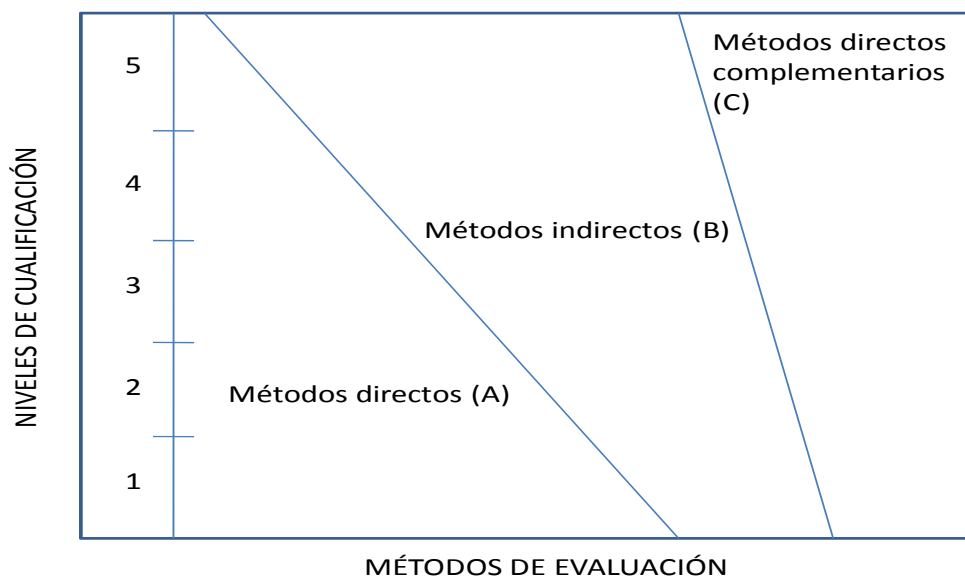 Métodos directos
complementarios
(C)
5
4
3
2
1
NIVELES DE CUALIFICACIÓN
Métodos indirectos (B)
Métodos directos (A)
MÉTODOS DE EVALUACIÓN